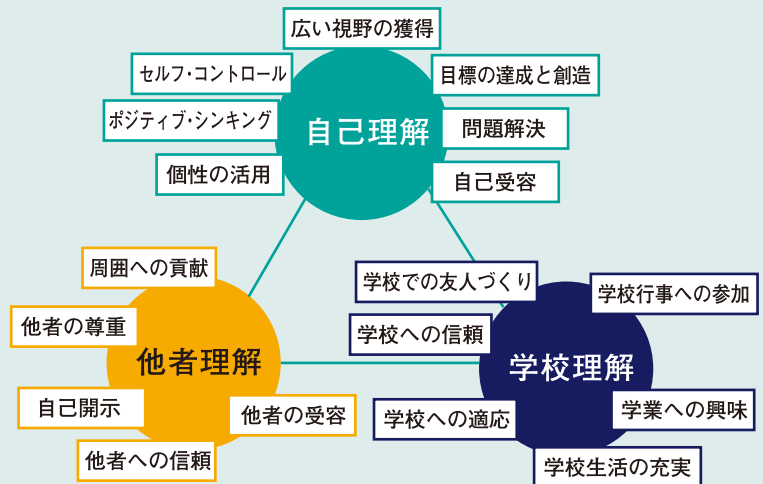 広い視野の獲得
セルフ・コントロール
目標の達成と創造
ポジティブ・シンキング
自己理解
問題解決
個性の活用
自己受容
周囲への貢献
他者の尊重
他者理解
自己開示
他者の受容
他者への信頼
学校での友人づくり
学校行事への参加
学校への信頼
学校理解
学校への適応
学業への興味
学校生活の充実